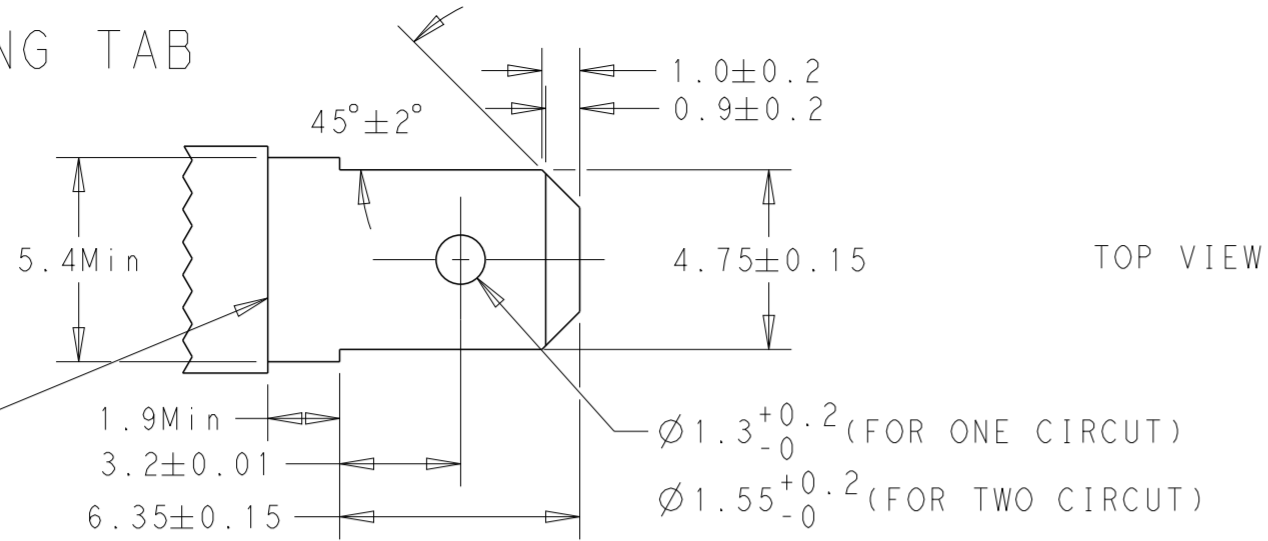 NG TAB
1.0±0.2
0.9±0.2
45°±2°
5.4Min
4.75±0.15
TOP VIEW
1.9Min
Ø1.3+0.2-0(FOR ONE CIRCUT)
3.2±0.01
Ø1.55+0.2-0(FOR TWO CIRCUT)
6.35±0.15